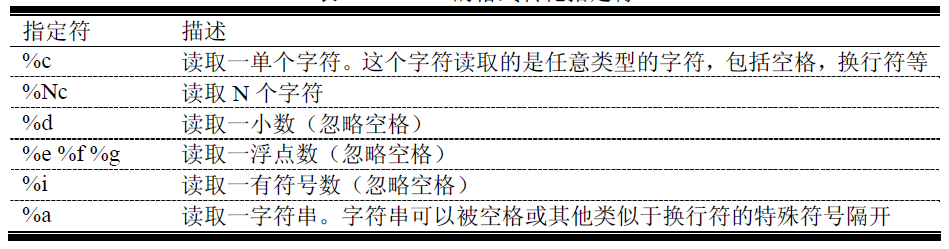 指定符 描述
%c 读取一单个字符。这个字符读取的是任意类型的字符，包括空格，换行符等
%Nc 读取 N 个字符
%d 读取一小数（忽略空格）
%e %f %g 读取一浮点数（忽略空格）
%i 读取一有符号数（忽略空格）
%a 读取一字符串。字符串可以被空格或其他类似于换行符的特殊符号隔开